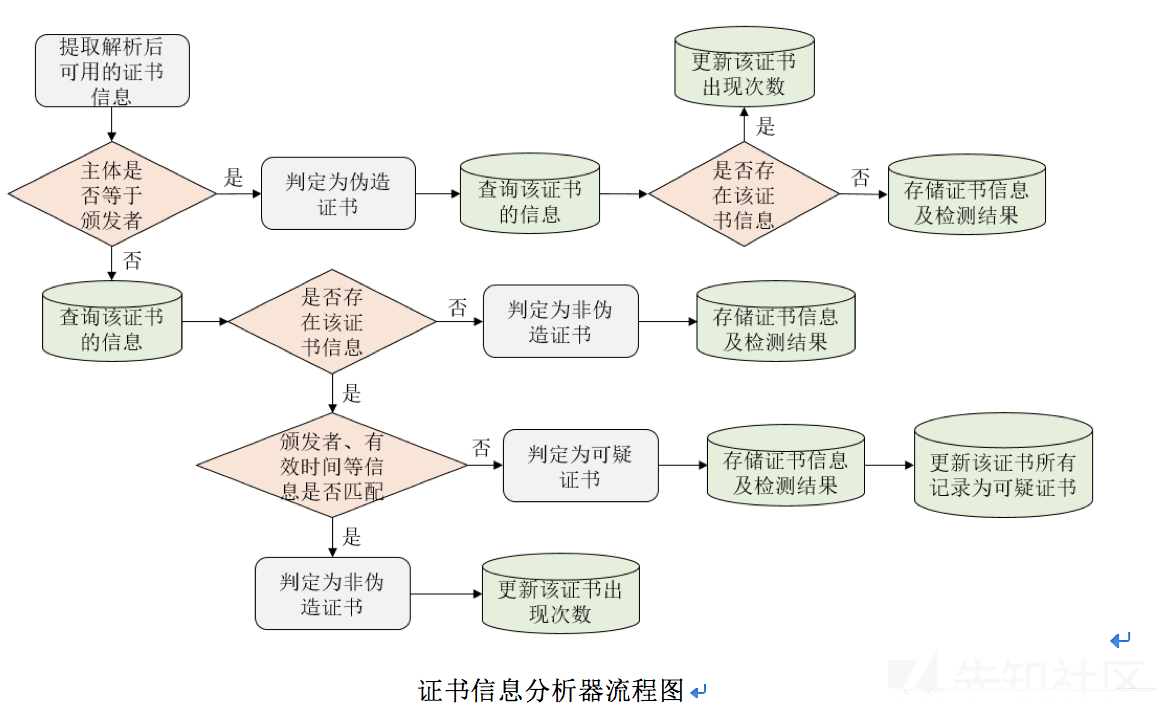 提取解析后
可用的证书
信息
主体是
否等于
颁发者
是
判定为伪造
证书
查询该证书
的信息
是否存
在该证
书信息
是
更新该证书
出现次数
否
存储证书信息
及检测结果
否
查询该证书
的信息
是否存
在该证
书信息
否
判定为非伪
造证书
存储证书信息
及检测结果
是
颁发者、有
效时间等信
息是否匹配
否
判定为可疑
证书
存储证书信息
及检测结果
更新该证书所有
记录为可疑证书
是
判定为非伪
造证书
更新该证书出
现次数
证书信息分析器流程图
先知社区